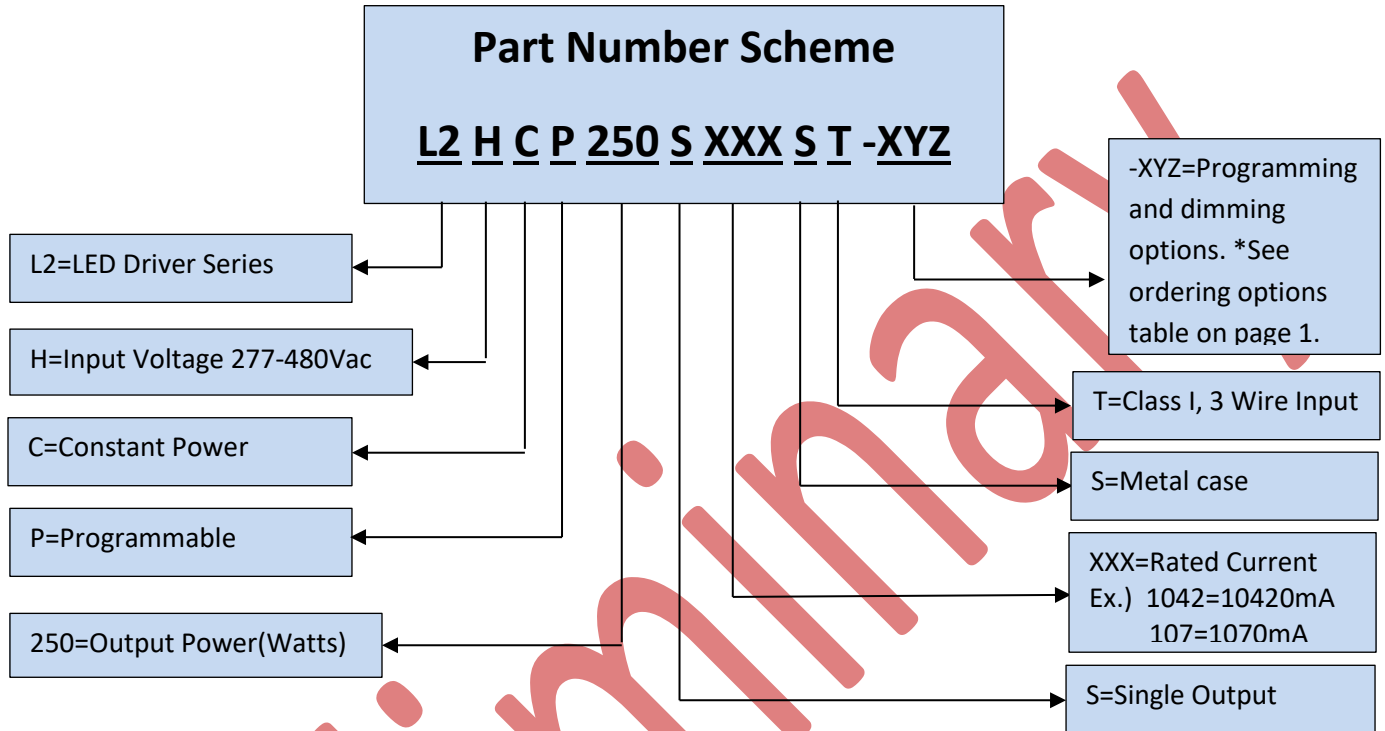 Part Number Scheme
L2 H C P 250 S XXX S T -XYZ
-XYZ=Programming
and dimming
options. *See
ordering options
table on page 1.
L2=LED Driver Series
H=Input Voltage 277-480Vac
T=Class I, 3 Wire Input
C=Constant Power
S=Metal case
P=Programmable
XXX=Rated Current
Ex.) 1042=10420mA
107=1070mA
250=Output Power(Watts)
S=Single Output